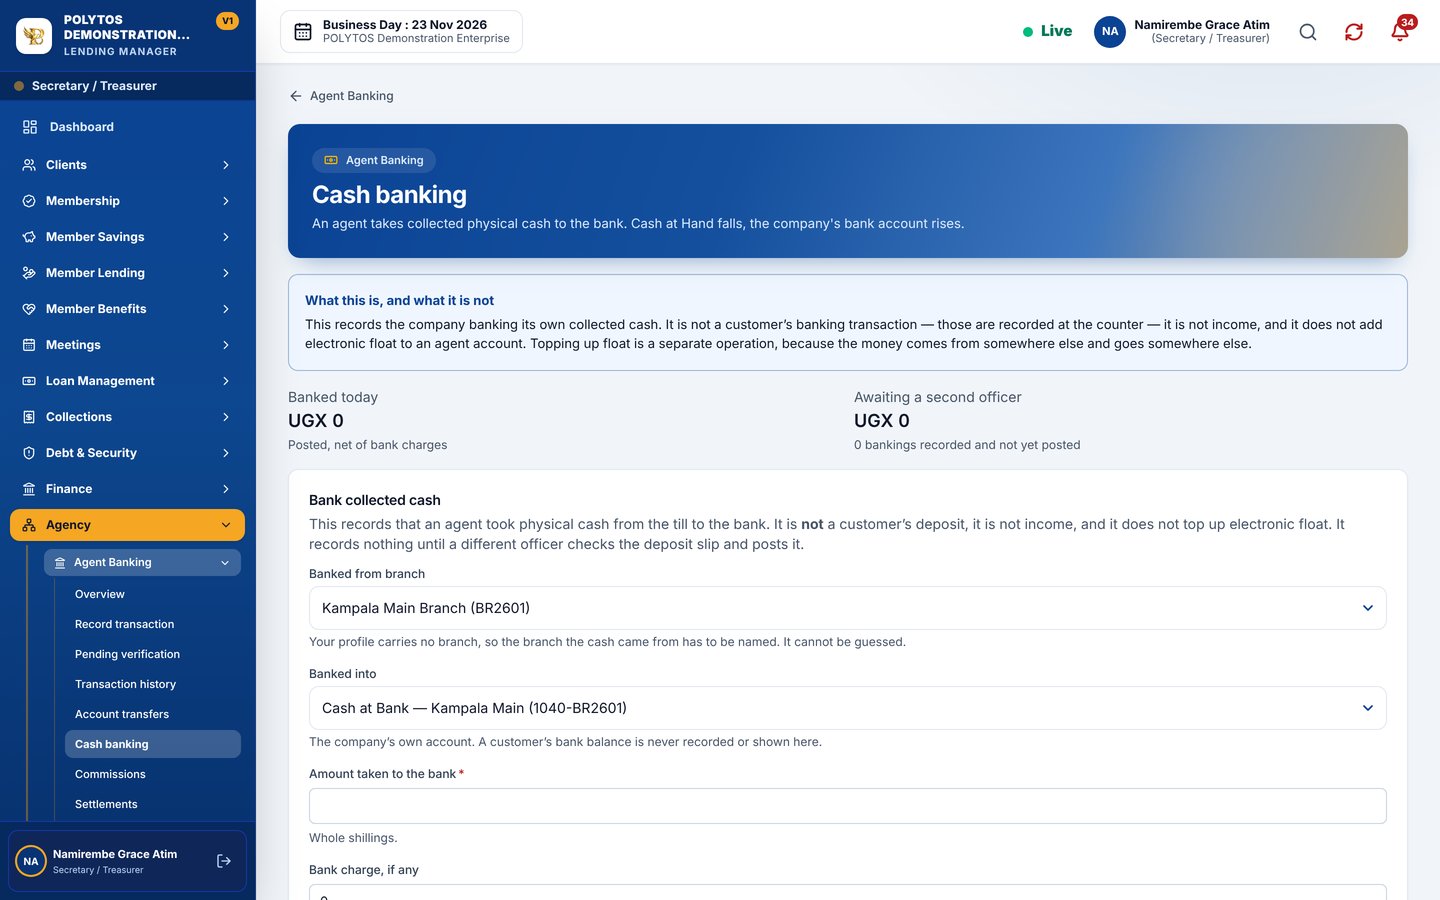 POLYTOS
DEMONSTRATION...
LENDING MANAGER
V1
Secretary / Treasurer
Dashboard
Clients
Membership
Member Savings
Member Lending
Member Benefits
Meetings
Loan Management
Collections
Debt & Security
Finance
Agency
Agent Banking
Overview
Record transaction
Pending verification
Transaction history
Account transfers
Cash banking
Commissions
Settlements
NA
Namirembe Grace Atim
Secretary / Treasurer
Business Day : 23 Nov 2026
POLYTOS Demonstration Enterprise
Live
NA
Namirembe Grace Atim
(Secretary / Treasurer)
34
Agent Banking
Agent Banking
Cash banking
An agent takes collected physical cash to the bank. Cash at Hand falls, the company's bank account rises.
What this is, and what it is not
This records the company banking its own collected cash. It is not a customer’s banking transaction — those are recorded at the counter — it is not income, and it does not add
electronic float to an agent account. Topping up float is a separate operation, because the money comes from somewhere else and goes somewhere else.
Banked today
UGX 0
Posted, net of bank charges
Awaiting a second officer
UGX 0
0 bankings recorded and not yet posted
Bank collected cash
This records that an agent took physical cash from the till to the bank. It is not a customer’s deposit, it is not income, and it does not top up electronic float. It
records nothing until a different officer checks the deposit slip and posts it.
Banked from branch
Kampala Main Branch (BR2601)
Your profile carries no branch, so the branch the cash came from has to be named. It cannot be guessed.
Banked into
Cash at Bank — Kampala Main (1040-BR2601)
The company’s own account. A customer’s bank balance is never recorded or shown here.
Amount taken to the bank *
Whole shillings.
Bank charge, if any
0